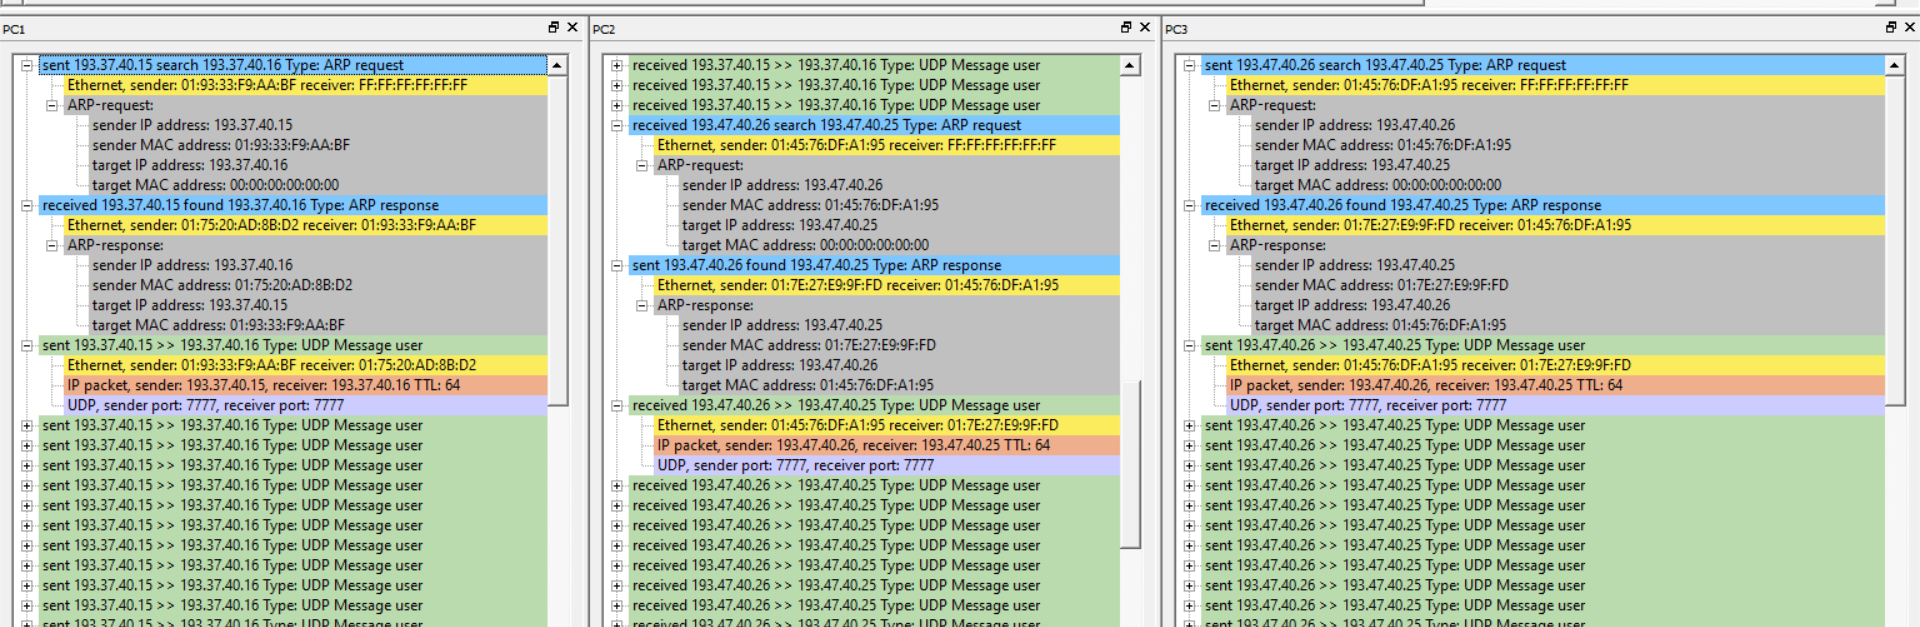 PC1
sent 193.37.40.15 search 193.37.40.16 Type: ARP request
Ethernet, sender: 01:93:33:F9:AA:BF receiver: FF:FF:FF:FF:FF:FF
ARP-request:
sender IP address: 193.37.40.15
sender MAC address: 01:93:33:F9:AA:BF
target IP address: 193.37.40.16
target MAC address: 00:00:00:00:00:00
received 193.37.40.15 found 193.37.40.16 Type: ARP response
Ethernet, sender: 01:75:20:AD:8B:D2 receiver: 01:93:33:F9:AA:BF
ARP-response:
sender IP address: 193.37.40.16
sender MAC address: 01:75:20:AD:8B:D2
target IP address: 193.37.40.15
target MAC address: 01:93:33:F9:AA:BF
sent 193.37.40.15 >> 193.37.40.16 Type: UDP Message user
Ethernet, sender: 01:93:33:F9:AA:BF receiver: 01:75:20:AD:8B:D2
IP packet, sender: 193.37.40.15, receiver: 193.37.40.16 TTL: 64
UDP, sender port: 7777, receiver port: 7777
sent 193.37.40.15 >> 193.37.40.16 Type: UDP Message user
sent 193.37.40.15 >> 193.37.40.16 Type: UDP Message user
sent 193.37.40.15 >> 193.37.40.16 Type: UDP Message user
sent 193.37.40.15 >> 193.37.40.16 Type: UDP Message user
sent 193.37.40.15 >> 193.37.40.16 Type: UDP Message user
sent 193.37.40.15 >> 193.37.40.16 Type: UDP Message user
sent 193.37.40.15 >> 193.37.40.16 Type: UDP Message user
sent 193.37.40.15 >> 193.37.40.16 Type: UDP Message user
sent 193.37.40.15 >> 193.37.40.16 Type: UDP Message user
sent 193.37.40.15 >> 193.37.40.16 Type: UDP Message user
sent 193.37.40.15 >> 193.37.40.16 Type: UDP Message user
PC2
received 193.37.40.15 >> 193.37.40.16 Type: UDP Message user
received 193.37.40.15 >> 193.37.40.16 Type: UDP Message user
received 193.37.40.15 >> 193.37.40.16 Type: UDP Message user
received 193.47.40.26 search 193.47.40.25 Type: ARP request
Ethernet, sender: 01:45:76:DF:A1:95 receiver: FF:FF:FF:FF:FF:FF
ARP-request:
sender IP address: 193.47.40.26
sender MAC address: 01:45:76:DF:A1:95
target IP address: 193.47.40.25
target MAC address: 00:00:00:00:00:00
sent 193.47.40.26 found 193.47.40.25 Type: ARP response
Ethernet, sender: 01:7E:27:E9:9F:FD receiver: 01:45:76:DF:A1:95
ARP-response:
sender IP address: 193.47.40.25
sender MAC address: 01:7E:27:E9:9F:FD
target IP address: 193.47.40.26
target MAC address: 01:45:76:DF:A1:95
received 193.47.40.26 >> 193.47.40.25 Type: UDP Message user
Ethernet, sender: 01:45:76:DF:A1:95 receiver: 01:7E:27:E9:9F:FD
IP packet, sender: 193.47.40.26, receiver: 193.47.40.25 TTL: 64
UDP, sender port: 7777, receiver port: 7777
received 193.47.40.26 >> 193.47.40.25 Type: UDP Message user
received 193.47.40.26 >> 193.47.40.25 Type: UDP Message user
received 193.47.40.26 >> 193.47.40.25 Type: UDP Message user
received 193.47.40.26 >> 193.47.40.25 Type: UDP Message user
received 193.47.40.26 >> 193.47.40.25 Type: UDP Message user
received 193.47.40.26 >> 193.47.40.25 Type: UDP Message user
received 193.47.40.26 >> 193.47.40.25 Type: UDP Message user
received 193.47.40.26 >> 193.47.40.25 Type: UDP Message user
PC3
sent 193.47.40.26 search 193.47.40.25 Type: ARP request
Ethernet, sender: 01:45:76:DF:A1:95 receiver: FF:FF:FF:FF:FF:FF
ARP-request:
sender IP address: 193.47.40.26
sender MAC address: 01:45:76:DF:A1:95
target IP address: 193.47.40.25
target MAC address: 00:00:00:00:00:00
received 193.47.40.26 found 193.47.40.25 Type: ARP response
Ethernet, sender: 01:7E:27:E9:9F:FD receiver: 01:45:76:DF:A1:95
ARP-response:
sender IP address: 193.47.40.25
sender MAC address: 01:7E:27:E9:9F:FD
target IP address: 193.47.40.26
target MAC address: 01:45:76:DF:A1:95
sent 193.47.40.26 >> 193.47.40.25 Type: UDP Message user
Ethernet, sender: 01:45:76:DF:A1:95 receiver: 01:7E:27:E9:9F:FD
IP packet, sender: 193.47.40.26, receiver: 193.47.40.25 TTL: 64
UDP, sender port: 7777, receiver port: 7777
sent 193.47.40.26 >> 193.47.40.25 Type: UDP Message user
sent 193.47.40.26 >> 193.47.40.25 Type: UDP Message user
sent 193.47.40.26 >> 193.47.40.25 Type: UDP Message user
sent 193.47.40.26 >> 193.47.40.25 Type: UDP Message user
sent 193.47.40.26 >> 193.47.40.25 Type: UDP Message user
sent 193.47.40.26 >> 193.47.40.25 Type: UDP Message user
sent 193.47.40.26 >> 193.47.40.25 Type: UDP Message user
sent 193.47.40.26 >> 193.47.40.25 Type: UDP Message user
sent 193.47.40.26 >> 193.47.40.25 Type: UDP Message user
sent 193.47.40.26 >> 193.47.40.25 Type: UDP Message user
sent 193.47.40.26 >> 193.47.40.25 Type: UDP Message user